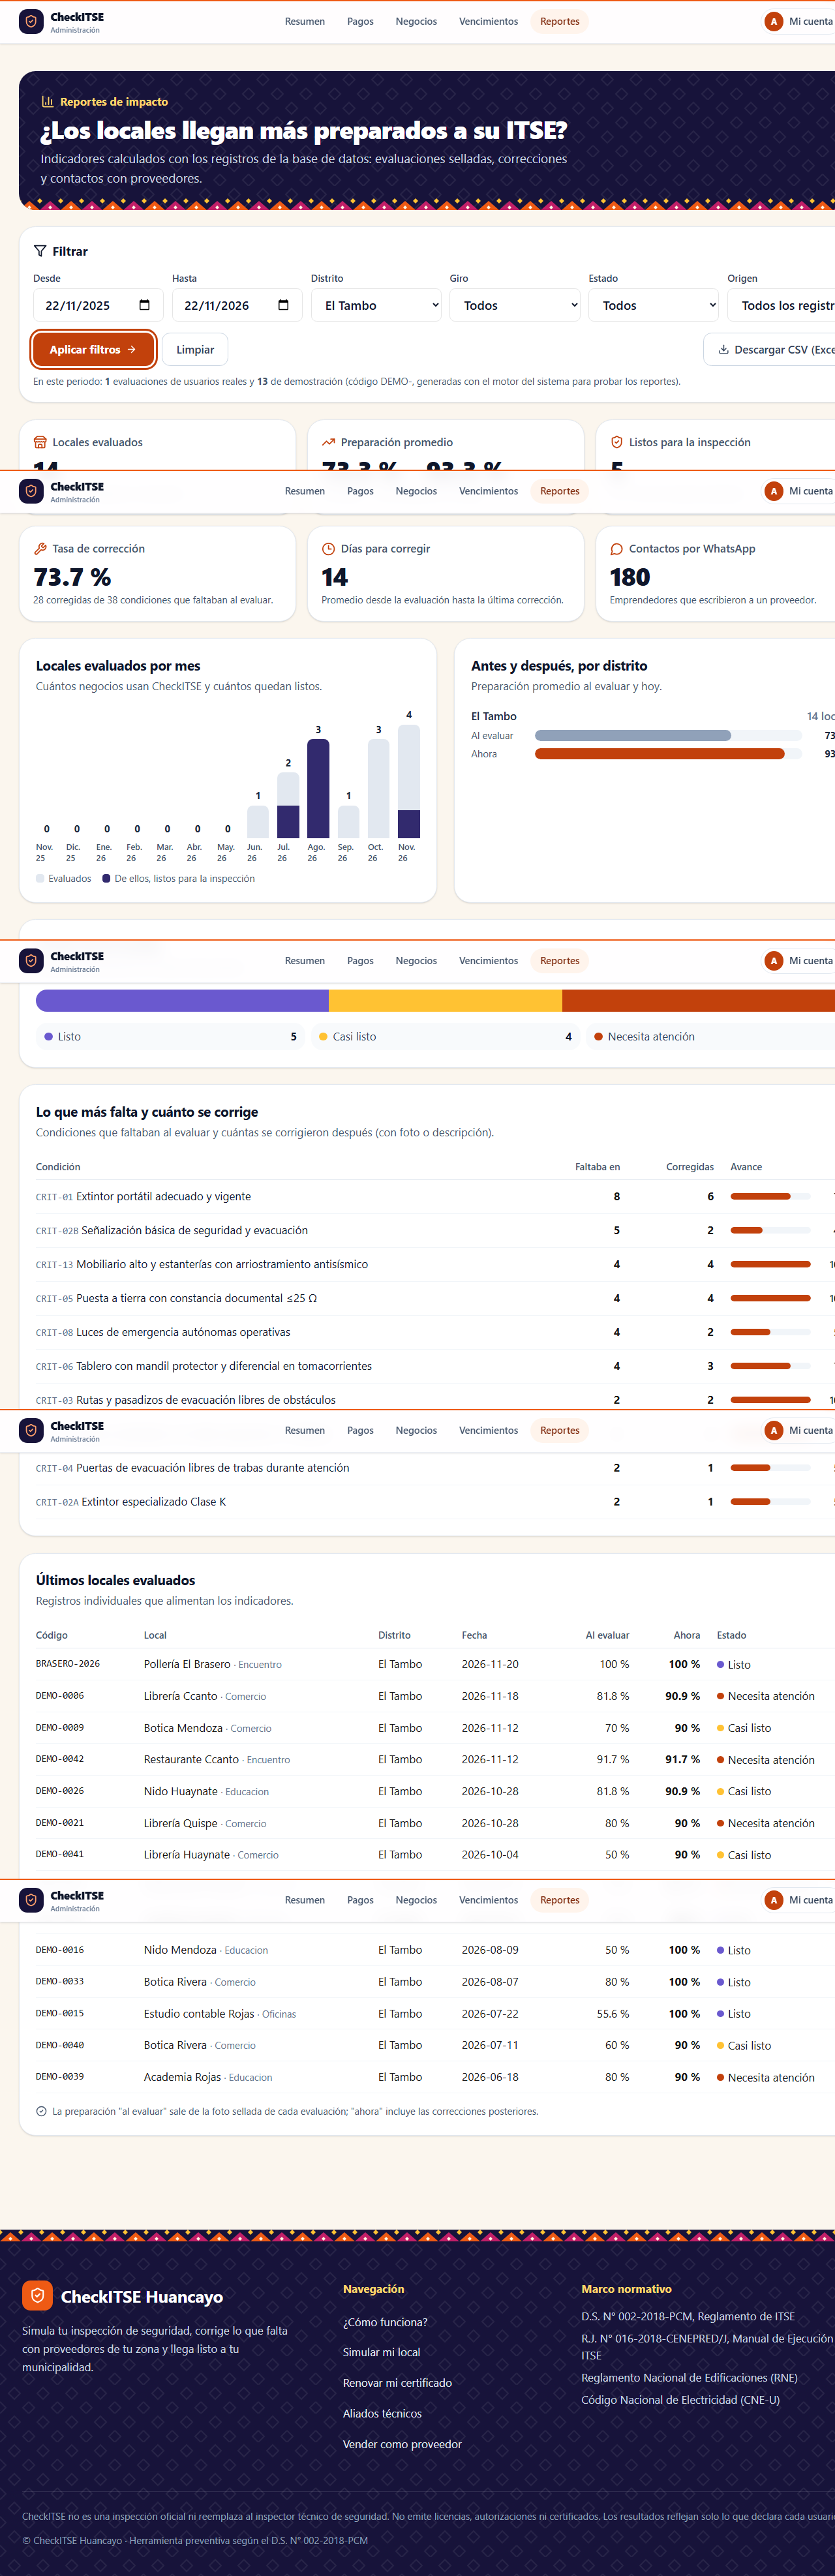 CheckITSE
Administración
Resumen Pagos Negocios Vencimientos Reportes
A Mi cuenta
Reportes de impacto
¿Los locales llegan más preparados a su ITSE?
Indicadores calculados con los registros de la base de datos: evaluaciones selladas, correcciones
y contactos con proveedores.
Filtrar
Desde Hasta Distrito Giro Estado Origen
22/11/2025 22/11/2026 El Tambo Todos Todos Todos los registr
Aplicar filtros → Limpiar Descargar CSV (Exce
En este periodo: 1 evaluaciones de usuarios reales y 13 de demostración (código DEMO-, generadas con el motor del sistema para probar los reportes).
Locales evaluados Preparación promedio Listos para la inspección
14 73.3 % 93.3 % 5
CheckITSE
Administración
Resumen Pagos Negocios Vencimientos Reportes
A Mi cuenta
Tasa de corrección
73.7 %
28 corregidas de 38 condiciones que faltaban al evaluar.
Días para corregir
14
Promedio desde la evaluación hasta la última corrección.
Contactos por WhatsApp
180
Emprendedores que escribieron a un proveedor.
Locales evaluados por mes
Cuántos negocios usan CheckITSE y cuántos quedan listos.
0 0 0 0 0 0 0 1 2 3 1 3 4
Nov. Dic. Ene. Feb. Mar. Abr. May. Jun. Jul. Ago. Sep. Oct. Nov.
25 25 26 26 26 26 26 26 26 26 26 26 26
Evaluados De ellos, listos para la inspección
Antes y después, por distrito
Preparación promedio al evaluar y hoy.
El Tambo 14 loc
Al evaluar 73
Ahora 93
CheckITSE
Administración
Resumen Pagos Negocios Vencimientos Reportes
A Mi cuenta
Listo 5 Casi listo 4 Necesita atención
Lo que más falta y cuánto se corrige
Condiciones que faltaban al evaluar y cuántas se corrigieron después (con foto o descripción).
Condición Faltaba en Corregidas Avance
CRIT-01 Extintor portátil adecuado y vigente 8 6
CRIT-02B Señalización básica de seguridad y evacuación 5 2
CRIT-13 Mobiliario alto y estanterías con arriostramiento antisísmico 4 4
CRIT-05 Puesta a tierra con constancia documental ≤25 Ω 4 4
CRIT-08 Luces de emergencia autónomas operativas 4 2
CRIT-06 Tablero con mandil protector y diferencial en tomacorrientes 4 3
CRIT-03 Rutas y pasadizos de evacuación libres de obstáculos 2 2
CheckITSE
Administración
Resumen Pagos Negocios Vencimientos Reportes
A Mi cuenta
CRIT-04 Puertas de evacuación libres de trabas durante atención 2 1
CRIT-02A Extintor especializado Clase K 2 1
Últimos locales evaluados
Registros individuales que alimentan los indicadores.
Código Local Distrito Fecha Al evaluar Ahora Estado
BRASERO-2026 Pollería El Brasero · Encuentro El Tambo 2026-11-20 100 % 100 % Listo
DEMO-0006 Librería Ccanto · Comercio El Tambo 2026-11-18 81.8 % 90.9 % Necesita atención
DEMO-0009 Botica Mendoza · Comercio El Tambo 2026-11-12 70 % 90 % Casi listo
DEMO-0042 Restaurante Ccanto · Encuentro El Tambo 2026-11-12 91.7 % 91.7 % Necesita atención
DEMO-0026 Nido Huaynate · Educacion El Tambo 2026-10-28 81.8 % 90.9 % Casi listo
DEMO-0021 Librería Quispe · Comercio El Tambo 2026-10-28 80 % 90 % Necesita atención
DEMO-0041 Librería Huaynate · Comercio El Tambo 2026-10-04 50 % 90 % Casi listo
CheckITSE
Administración
Resumen Pagos Negocios Vencimientos Reportes
A Mi cuenta
DEMO-0016 Nido Mendoza · Educacion El Tambo 2026-08-09 50 % 100 % Listo
DEMO-0033 Botica Rivera · Comercio El Tambo 2026-08-07 80 % 100 % Listo
DEMO-0015 Estudio contable Rojas · Oficinas El Tambo 2026-07-22 55.6 % 100 % Listo
DEMO-0040 Botica Rivera · Comercio El Tambo 2026-07-11 60 % 90 % Casi listo
DEMO-0039 Academia Rojas · Educacion El Tambo 2026-06-18 80 % 90 % Necesita atención
La preparación "al evaluar" sale de la foto sellada de cada evaluación; "ahora" incluye las correcciones posteriores.
CheckITSE Huancayo
Simula tu inspección de seguridad, corrige lo que falta
con proveedores de tu zona y llega listo a tu
municipalidad.
Navegación
¿Cómo funciona?
Simular mi local
Renovar mi certificado
Aliados técnicos
Vender como proveedor
Marco normativo
D.S. N° 002-2018-PCM, Reglamento de ITSE
R.J. N° 016-2018-CENEPRED/J, Manual de Ejecución
ITSE
Reglamento Nacional de Edificaciones (RNE)
Código Nacional de Electricidad (CNE-U)
CheckITSE no es una inspección oficial ni reemplaza al inspector técnico de seguridad. No emite licencias, autorizaciones ni certificados. Los resultados reflejan solo lo que declara cada usuari
© CheckITSE Huancayo · Herramienta preventiva según el D.S. N° 002-2018-PCM